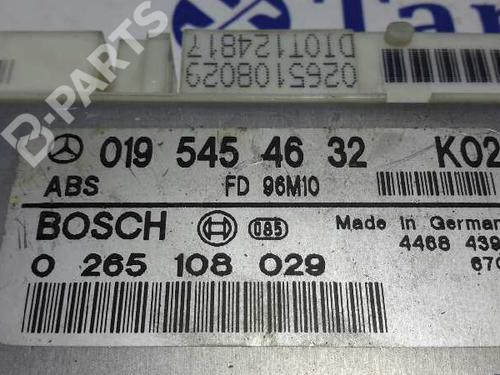 Tar
0265108029
DT0T124817
B-PARTS
019 545 46 32 K02
ABS FD 96M10
BOSCH 085 Made in German
4468 439
0 265 108 029 670